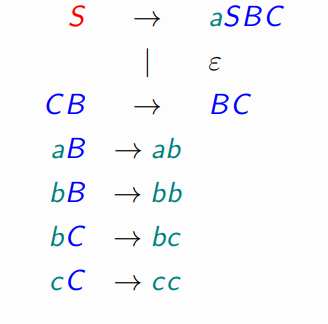 S → aSBC
| ε
CB → BC
aB → ab
bB → bb
bC → bc
cC → cc